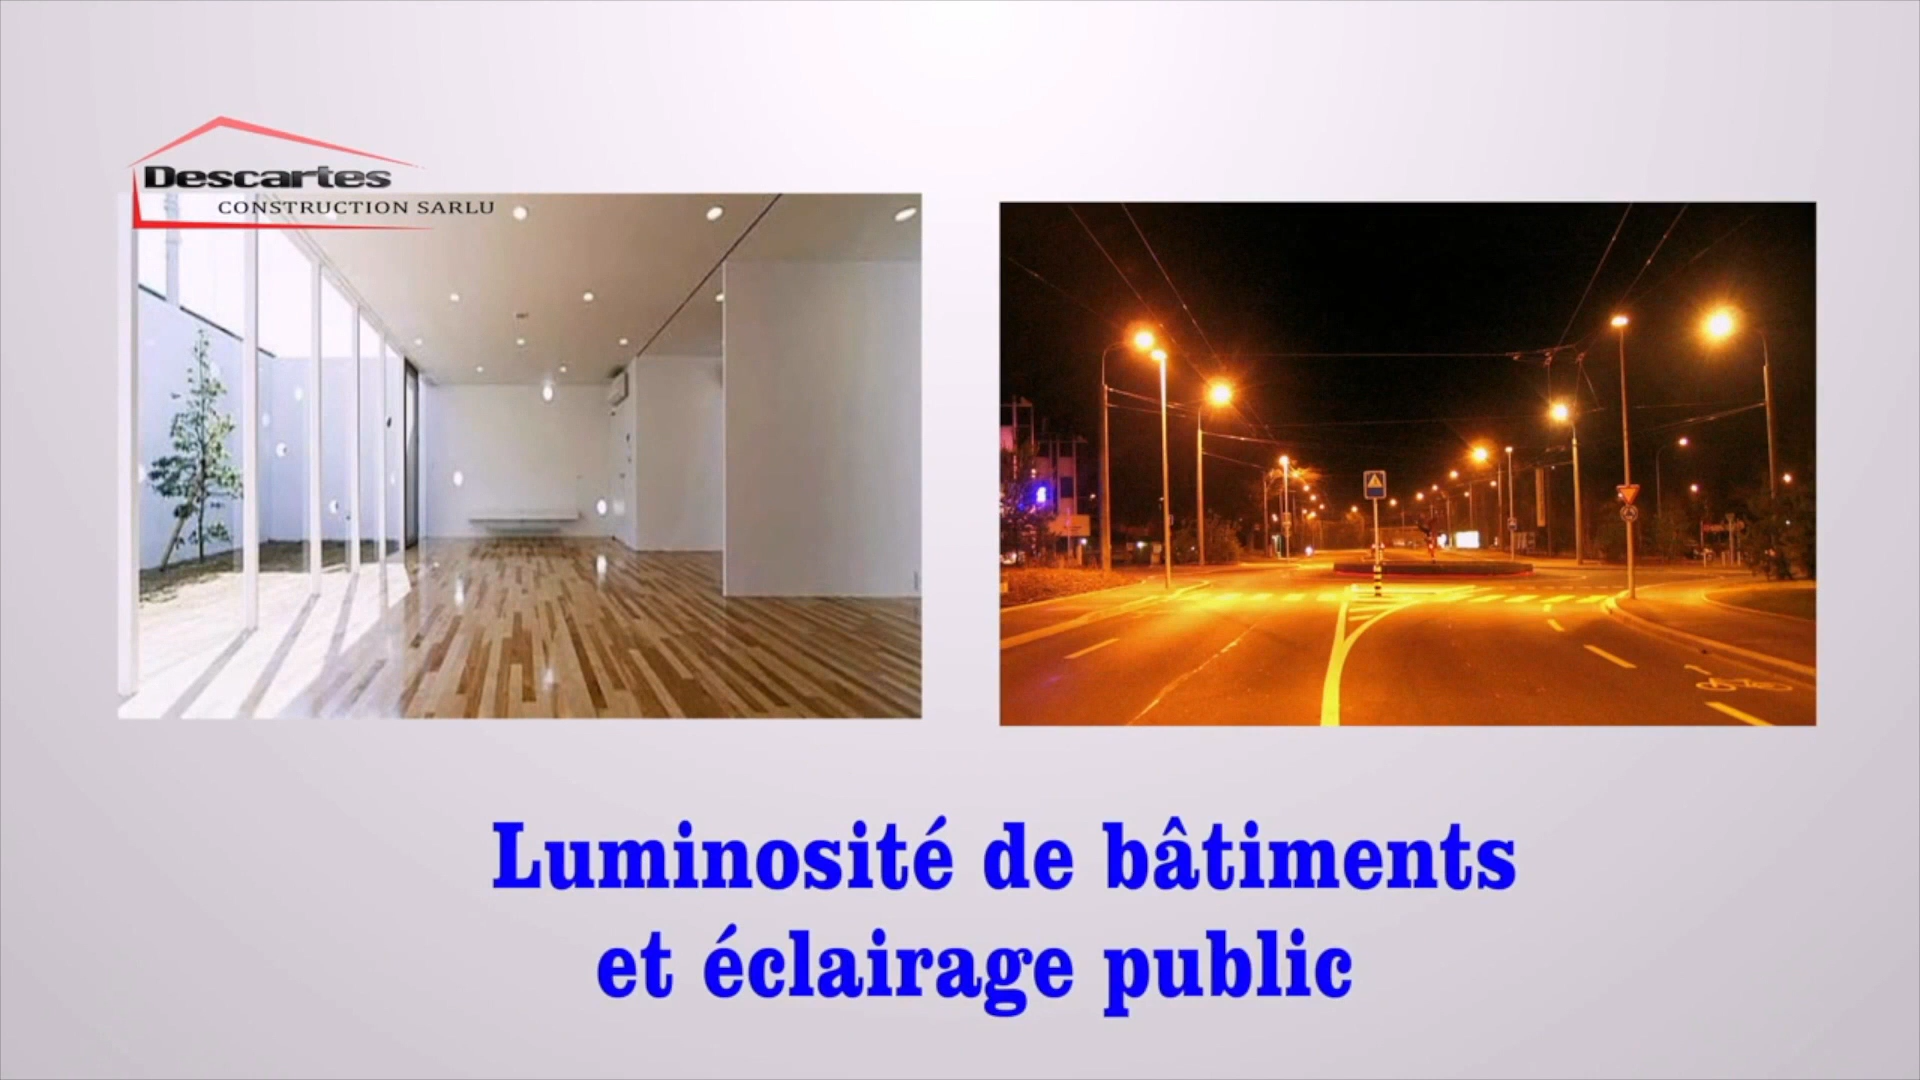 Descartes
CONSTRUCTION SARLU
Luminosité de bâtiments
et éclairage public